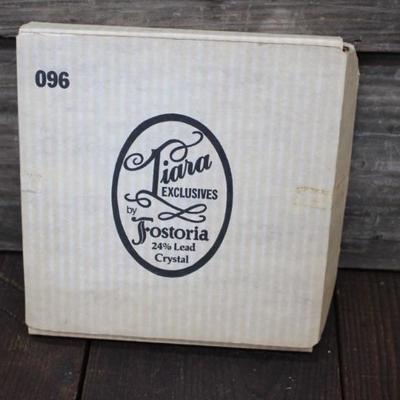 096
Tiara
EXCLUSIVES
by
Fostoria
24% Lead
Crystal